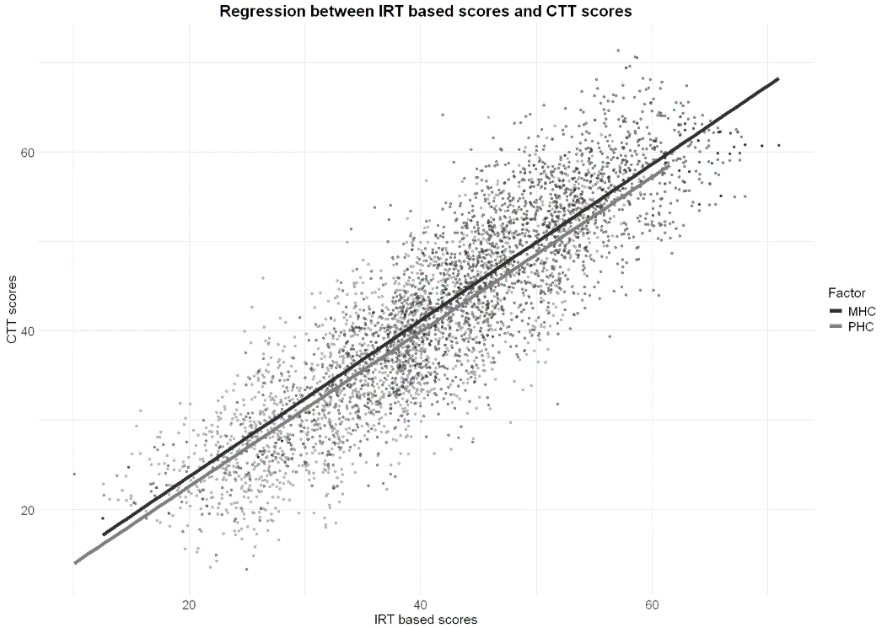 Regression between IRT based scores and CTT scores
60
40
20
CTT scores
20 40 60
IRT based scores
Factor
MHC
PHC